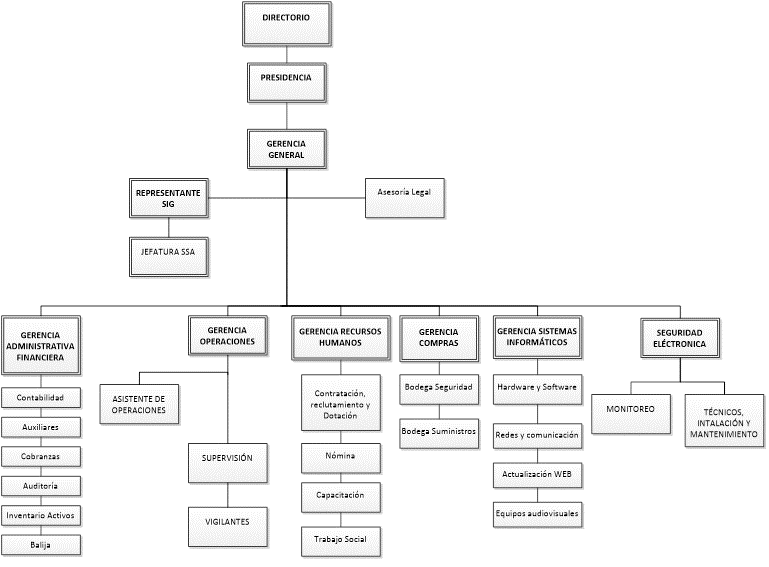 DIRECTORIO
PRESIDENCIA
GERENCIA
GENERAL
REPRESENTANTE
SIG
Asesoría Legal
JEFATURA SSA
GERENCIA
ADMINISTRATIVA
FINANCIERA
GERENCIA
OPERACIONES
GERENCIA RECURSOS
HUMANOS
GERENCIA
COMPRAS
GERENCIA SISTEMAS
INFORMÁTICOS
SEGURIDAD
ELÉCTRONICA
Contabilidad
Auxiliares
Cobranzas
Auditoría
Inventario Activos
Balija
ASISTENTE DE
OPERACIONES
SUPERVISIÓN
VIGILANTES
Contratación,
reclutamiento y
Dotación
Nómina
Capacitación
Trabajo Social
Bodega Seguridad
Bodega Suministros
Hardware y Software
Redes y comunicación
Actualización WEB
Equipos audiovisuales
MONITOREO
TÉCNICOS,
INTALACIÓN Y
MANTENIMIENTO